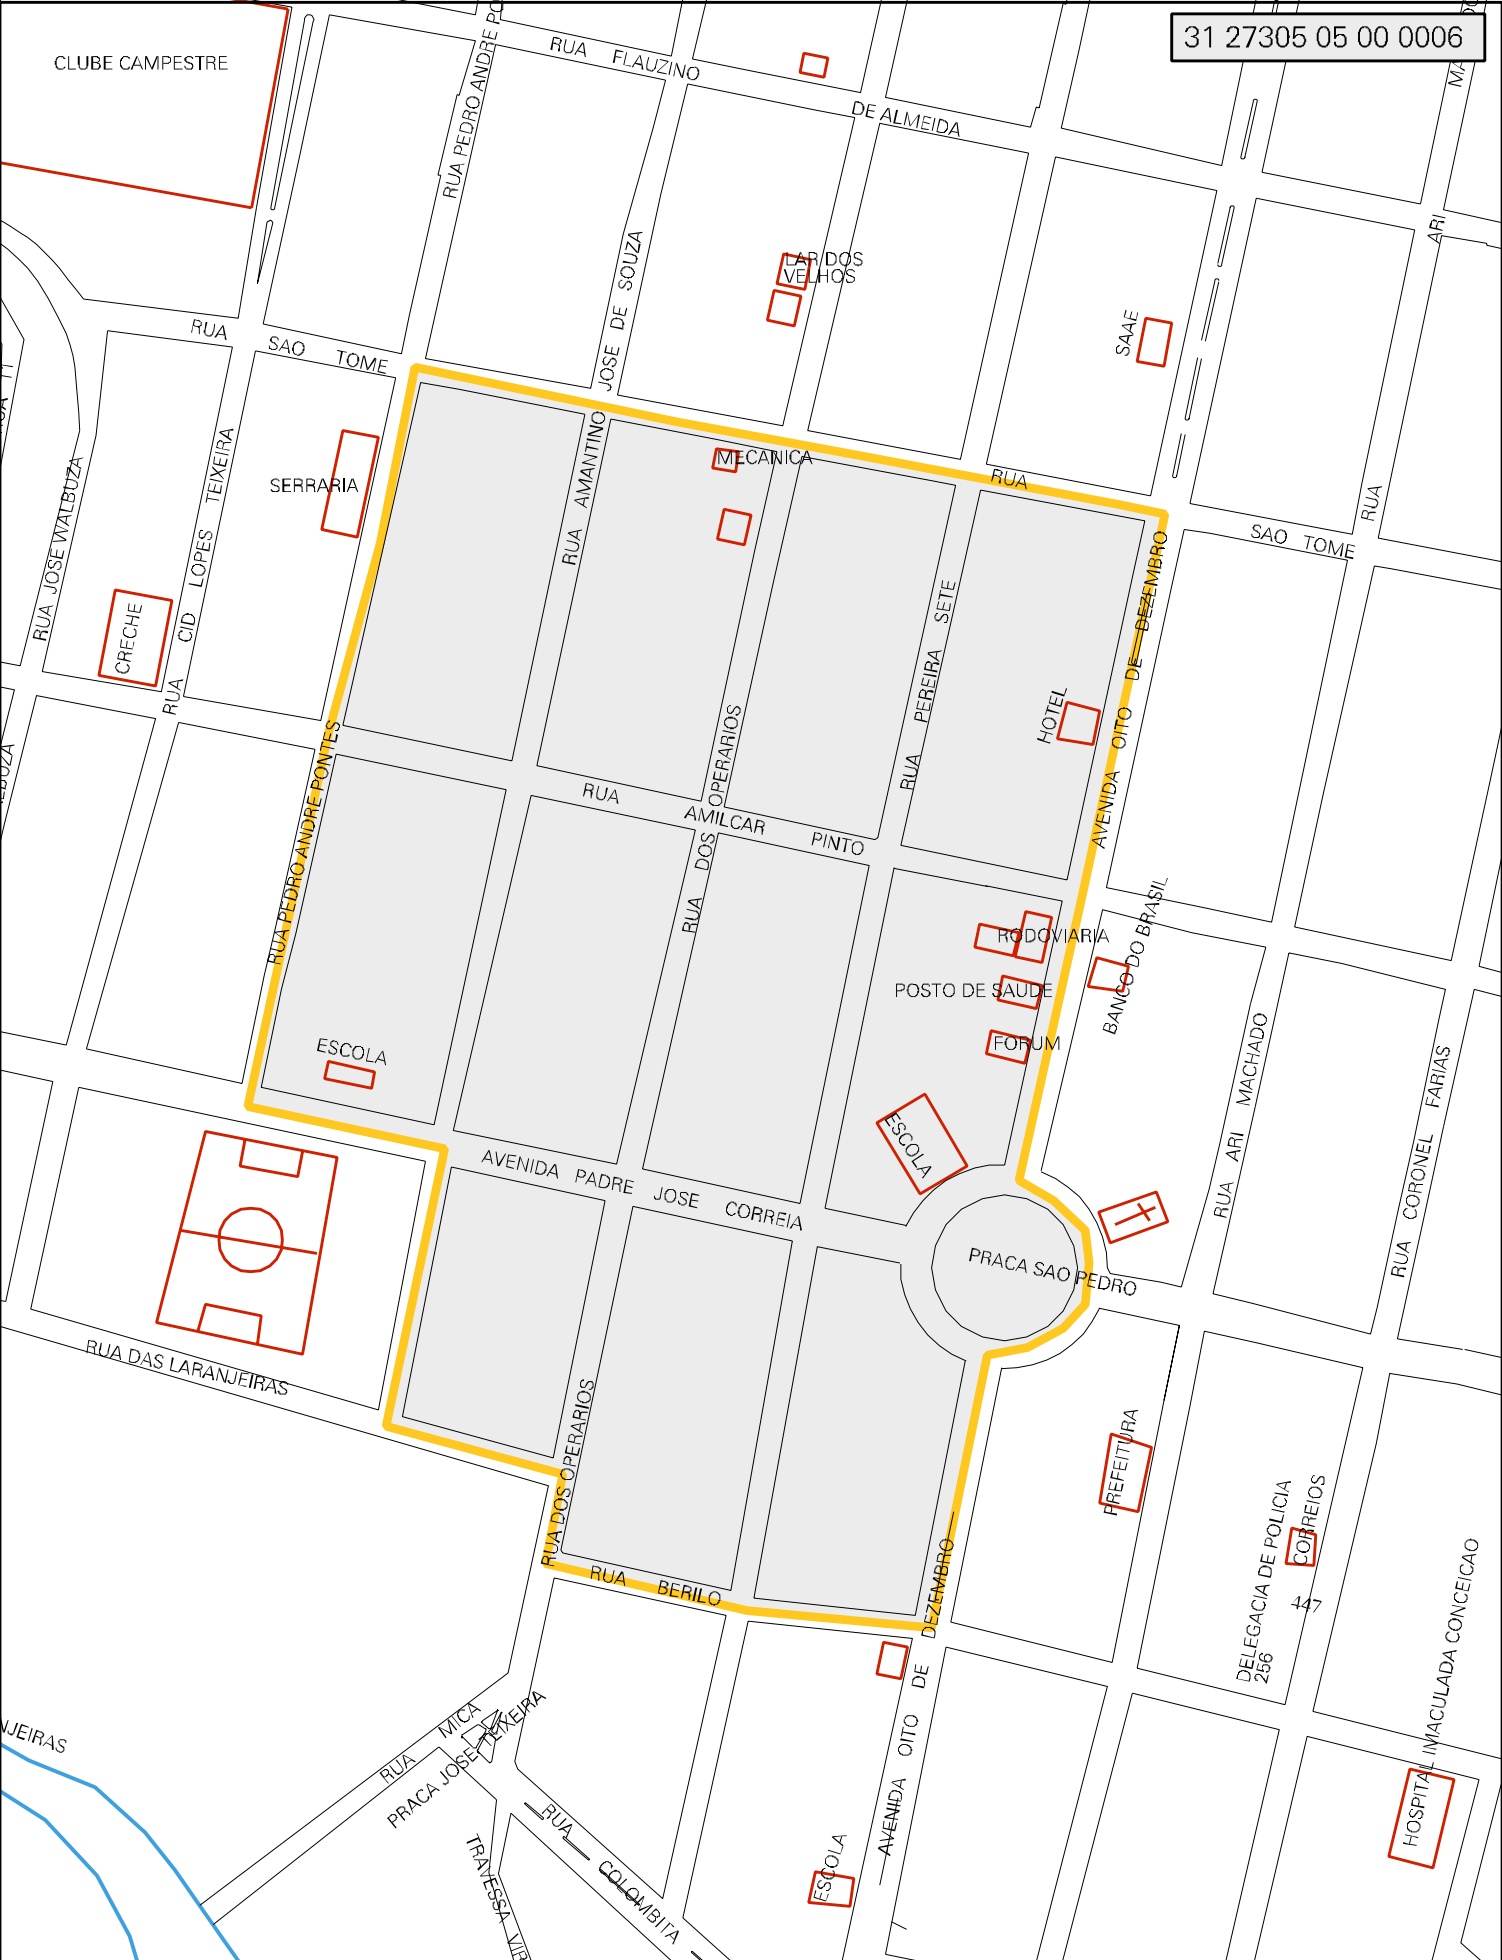 31 27305 05 00 0006
CLUBE CAMPESTRE
RUA FLAUZINO
DE ALMEIDA
RUA PEDRO ANDRE PO
ARI
RUA
LAR DOS
VELHOS
JOSE DE SOUZA
RUA AMANTINO
SAAE
RUA SAO TOME
SERRARIA
MECANICA
RUA
SAO TOME
RUA JOSE WALBUZA
CID LOPES TEIXEIRA
RUA
CRECHE
RUA PEREIRA SETE
HOTEL
AVENIDA OITO DE DEZEMBRO
RUA DOS OPERARIOS
RUA PEDRO ANDRE PONTES
RUA AMILCAR PINTO
RODOVIARIA
POSTO DE SAUDE
FORUM
BANCO DO BRASIL
ESCOLA
ESCOLA
RUA ARI MACHADO
RUA CORONEL FARIAS
AVENIDA PADRE JOSE CORREIA
PRACA SAO PEDRO
RUA DAS LARANJEIRAS
RUA DOS OPERARIOS
PREFEITURA
DELEGACIA DE POLICIA
256
CORREIOS
447
RUA BERILO
DEZEMBRO
AVENIDA OITO DE
HOSPITAL IMACULADA CONCEICAO
NJEIRAS
RUA MICA
PRACA JOSE TEIXEIRA
RUA COLOMBITA
TRAVESSA VIR
ESCOLA